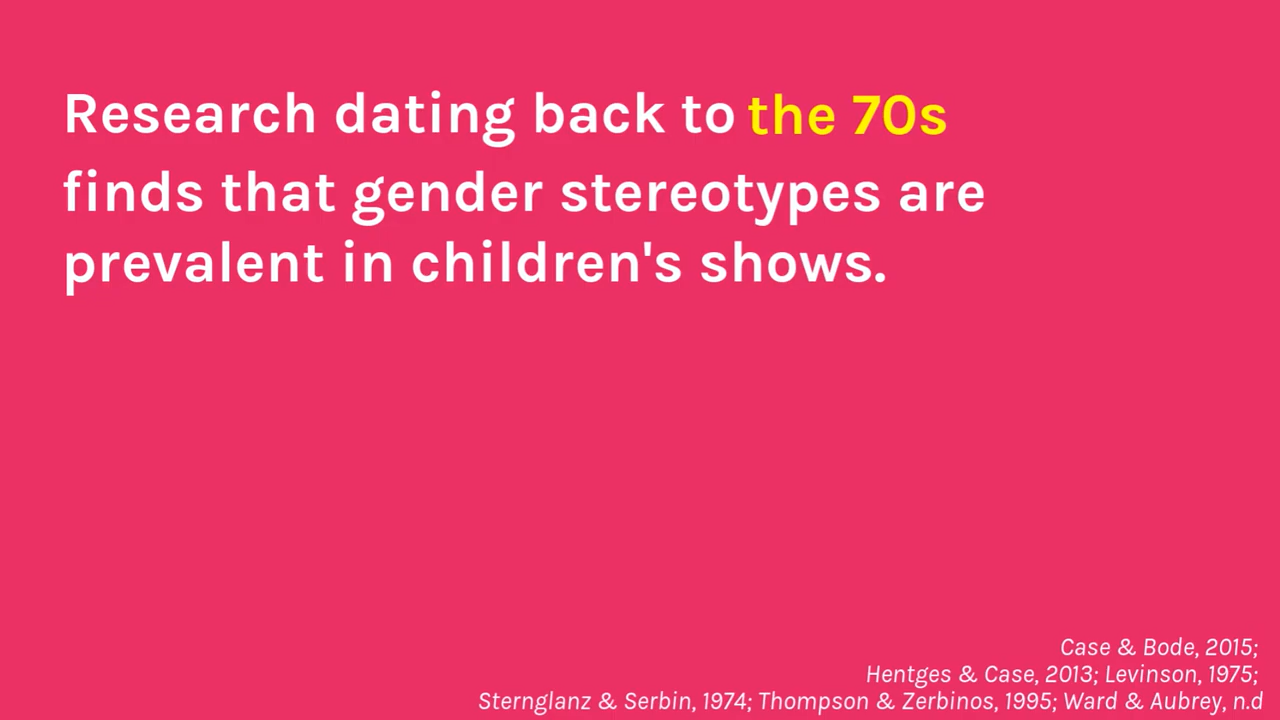 Research dating back to the 70s
finds that gender stereotypes are
prevalent in children's shows.
Case & Bode, 2015;
Hentges & Case, 2013; Levinson, 1975;
Sternglanz & Serbin, 1974; Thompson & Zerbinos, 1995; Ward & Aubrey, n.d